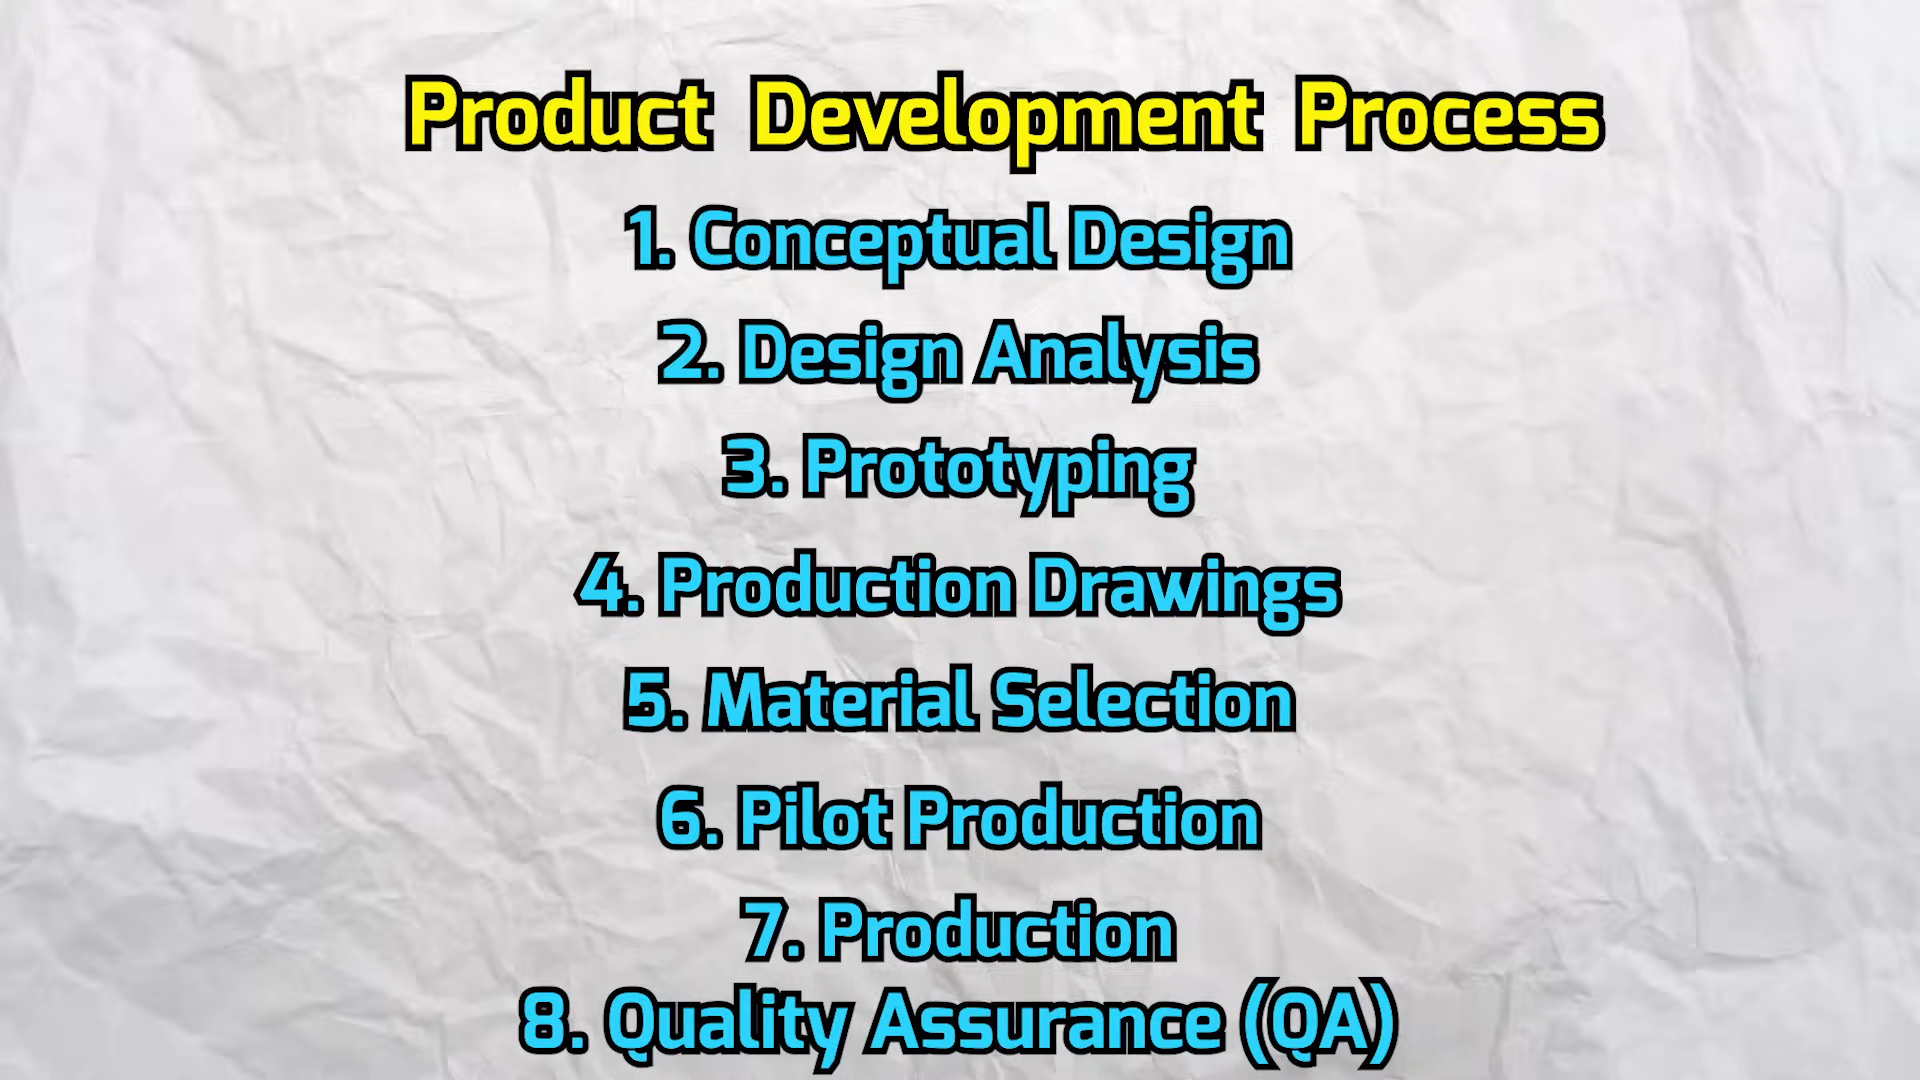 Product Development Process
1. Conceptual Design
2. Design Analysis
3. Prototyping
4. Production Drawings
5. Material Selection
6. Pilot Production
7. Production
8. Quality Assurance (QA)